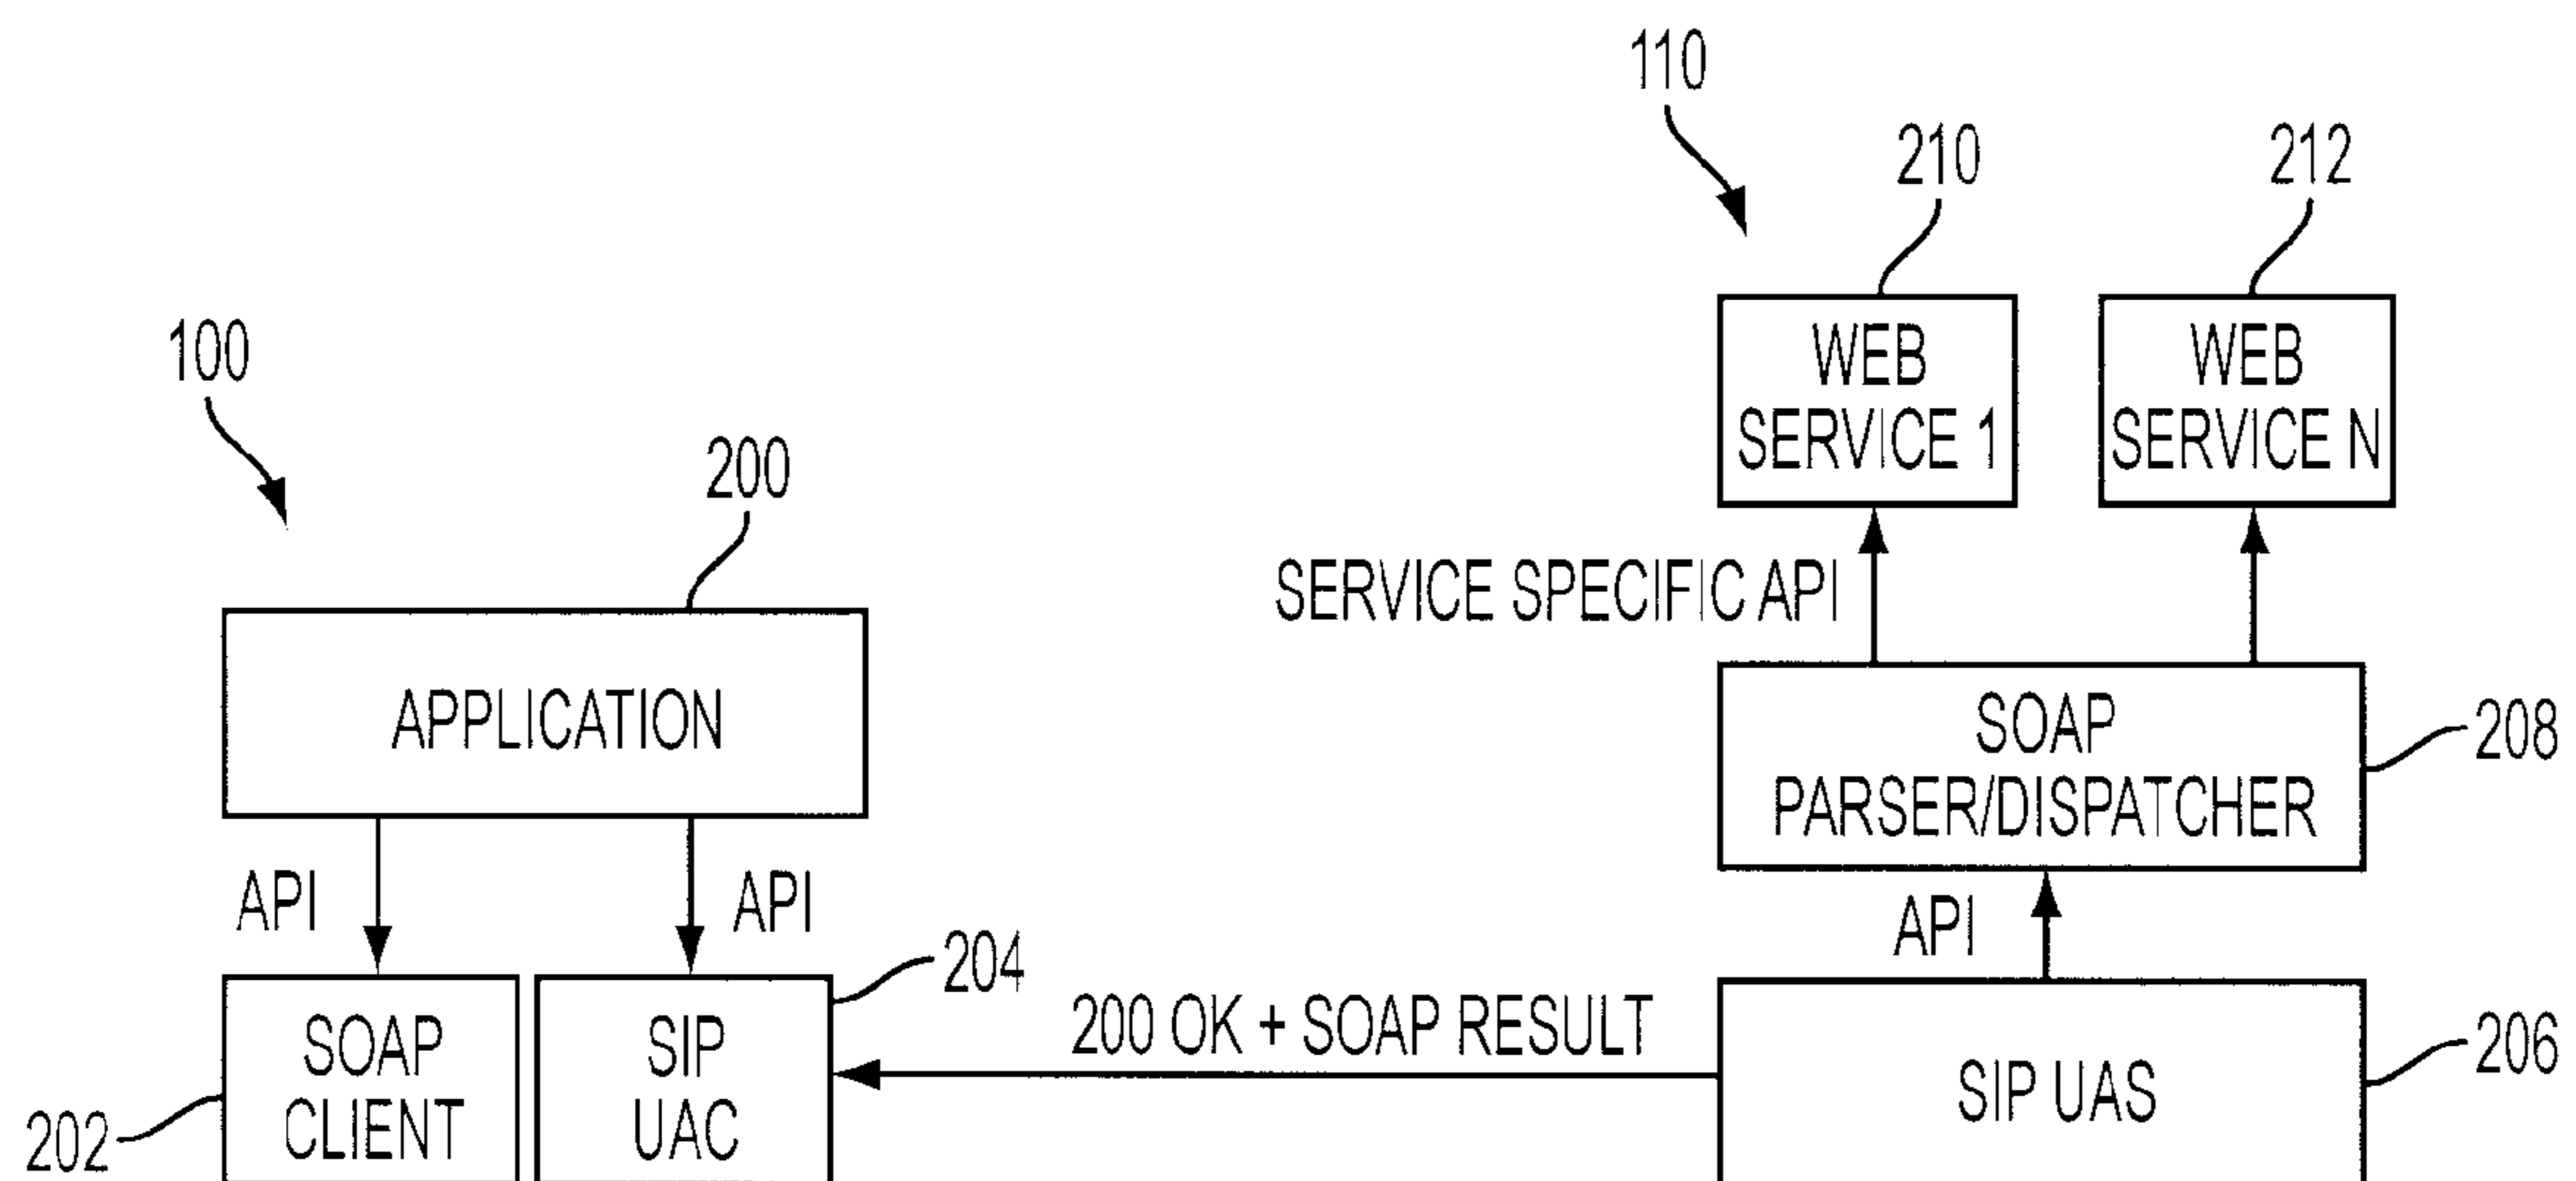 110
210
212
WEB
SERVICE 1
WEB
SERVICE N
100
200
SERVICE SPECIFIC API
APPLICATION
SOAP
PARSER/DISPATCHER
208
API
API
API
204
200 OK + SOAP RESULT
SOAP
CLIENT
SIP
UAC
SIP UAS
206
202